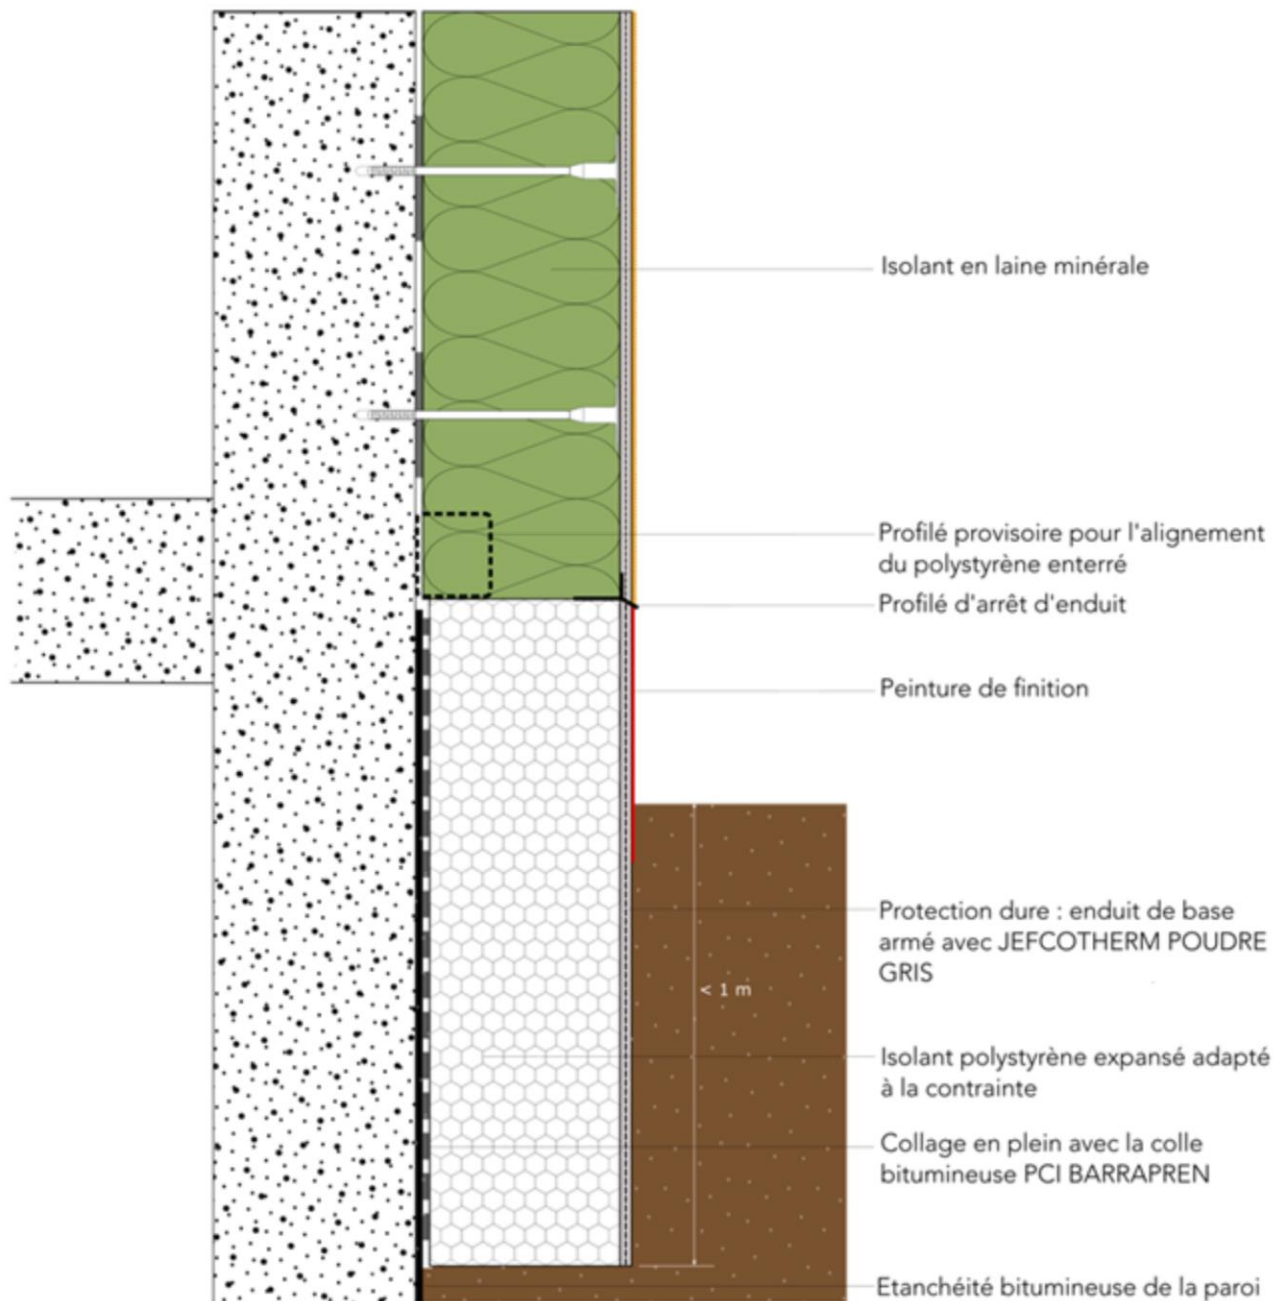 Isolant en laine minérale
Profilé provisoire pour l'alignement
du polystyrène enterré
Profilé d'arrêt d'enduit
Peinture de finition
Protection dure : enduit de base
armé avec JEFCOTHERM POUDRE
GRIS
< 1 m
Isolant polystyrène expansé adapté
à la contrainte
Collage en plein avec la colle
bitumineuse PCI BARRAPREN
Etanchéité bitumineuse de la paroi